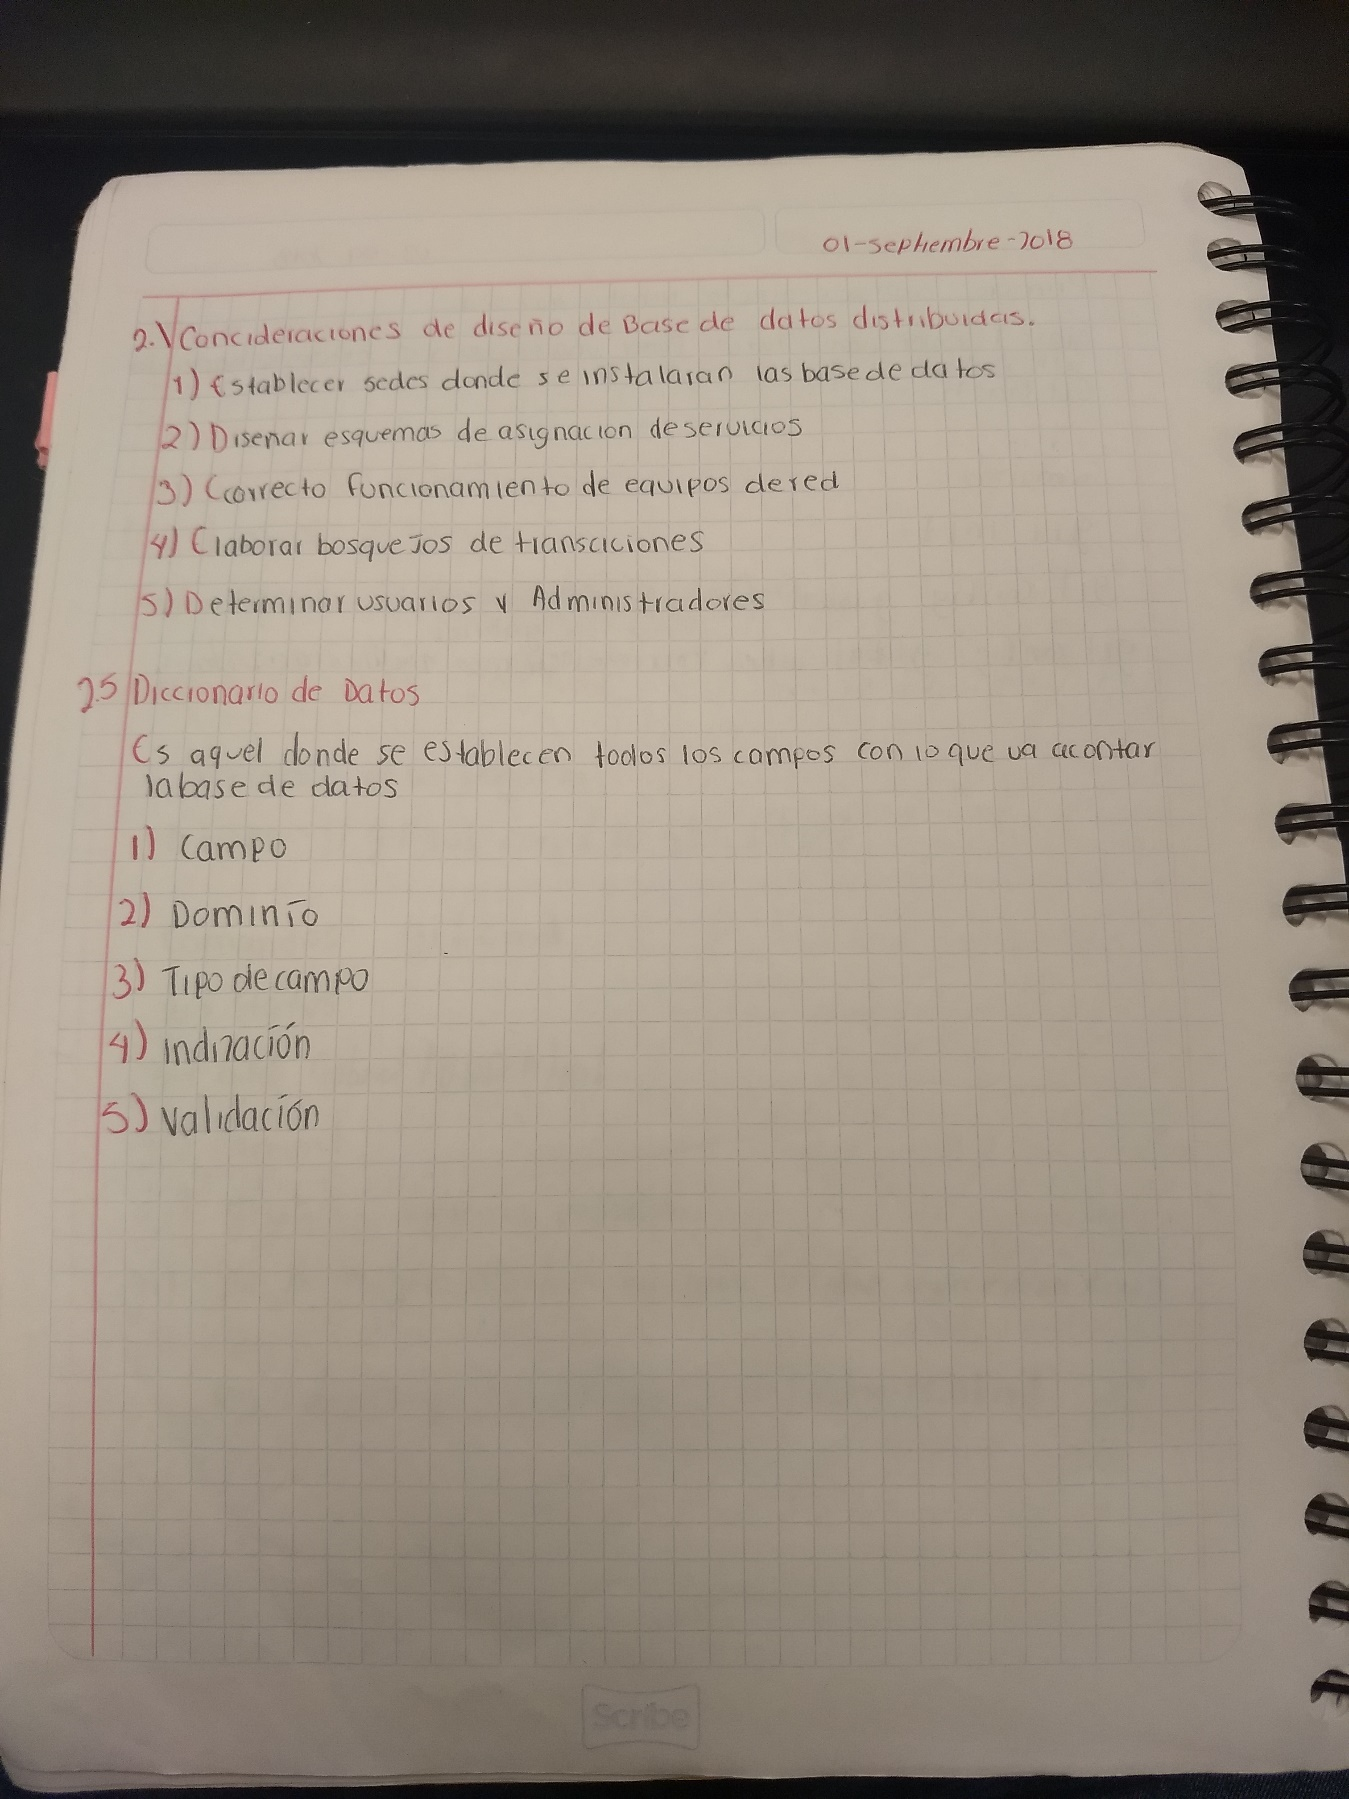 01-septiembre-2018
2.1 Concideraciones de diseño de Base de datos distribuidas.
1) Establecer sedes donde se instalaran las base de datos
2) Diseñar esquemas de asignacion de servicios
3) Ccorrecto funcionamiento de equipos de red
4) Elaborar bosquejos de transaciones
5) Determinar usuarios y Administradores
2.5 Diccionario de Datos
Es aquel donde se establecen todos los campos con lo que va a contar
la base de datos
1) Campo
2) Dominio
3) Tipo de campo
4) indización
5) Validación
Scribe